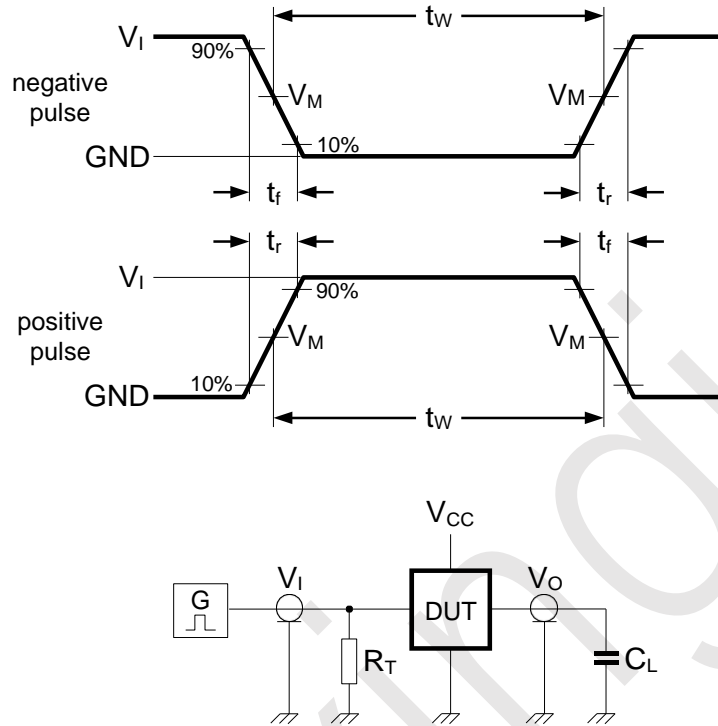 tW
VI
90%
negative
pulse
VM
VM
10%
GND
tf
tr
tr
tf
VI
90%
positive
pulse
VM
VM
10%
GND
tW
VCC
VI
VO
G
DUT
RT
CL